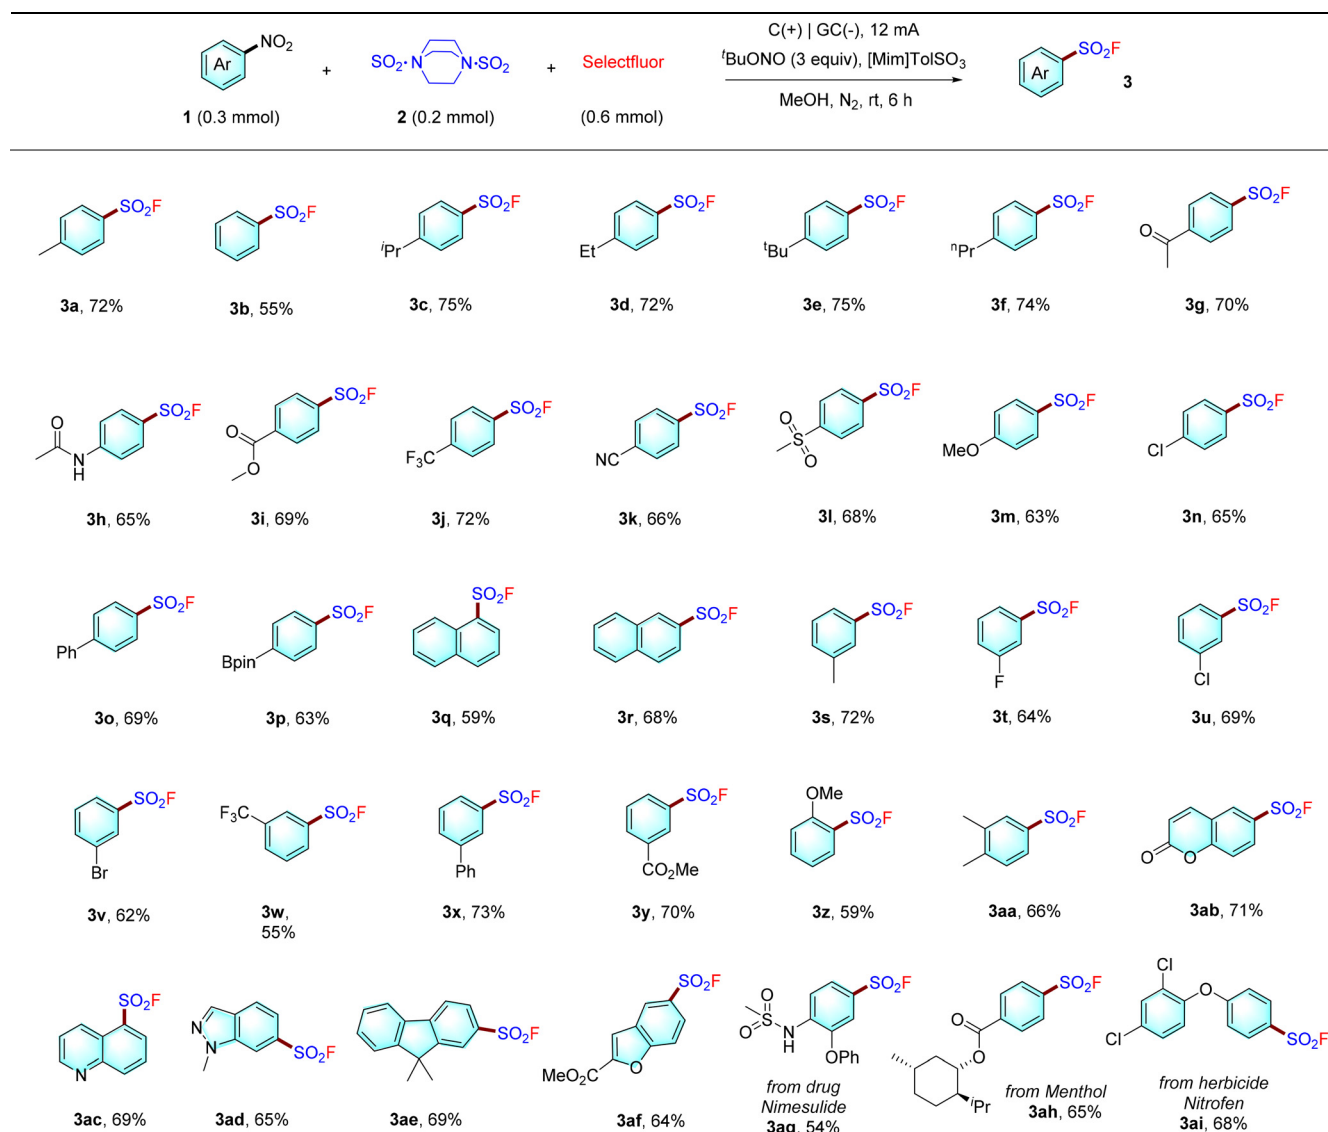 NO2
Ar
1 (0.3 mmol)
+
SO2•N N•SO2
2 (0.2 mmol)
+
Selectfluor
(0.6 mmol)
C(+) | GC(-), 12 mA
tBuONO (3 equiv), [Mim]TolSO3
MeOH, N2, rt, 6 h
SO2F
Ar
3
SO2F
3a, 72%
SO2F
3b, 55%
SO2F
iPr
3c, 75%
SO2F
Et
3d, 72%
SO2F
tBu
3e, 75%
SO2F
nPr
3f, 74%
SO2F
O
3g, 70%
SO2F
O
N
H
3h, 65%
SO2F
O
O
3i, 69%
SO2F
F3C
3j, 72%
SO2F
NC
3k, 66%
SO2F
O
S
O
3l, 68%
SO2F
MeO
3m, 63%
SO2F
Cl
3n, 65%
SO2F
Ph
3o, 69%
SO2F
Bpin
3p, 63%
SO2F
3q, 59%
SO2F
3r, 68%
SO2F
3s, 72%
SO2F
F
3t, 64%
SO2F
Cl
3u, 69%
SO2F
Br
3v, 62%
F3C
SO2F
3w,
55%
SO2F
Ph
3x, 73%
SO2F
CO2Me
3y, 70%
OMe
SO2F
3z, 59%
SO2F
3aa, 66%
SO2F
O
O
3ab, 71%
SO2F
N
3ac, 69%
N
N
SO2F
3ad, 65%
SO2F
3ae, 69%
SO2F
MeO2C
O
3af, 64%
SO2F
O
S
O
N
H
OPh
from drug
Nimesulide
3ag, 54%
SO2F
O
O
iPr
from Menthol
3ah, 65%
Cl
O
Cl
SO2F
from herbicide
Nitrofen
3ai, 68%